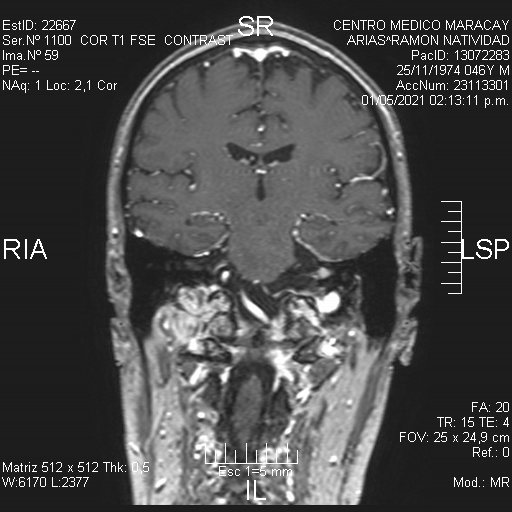 EstID: 22667
Ser.Nº 1100 COR T1 FSE CONTRAST
Ima.Nº 59
PE= --
NAq: 1 Loc: 2,1 Cor
SR
CENTRO MEDICO MARACAY
ARIAS^RAMON NATIVIDAD
PacID: 13072283
25/11/1974 046Y M
AccNum: 23113301
01/05/2021 02:13:11 p.m.
RIA
LSP
Matriz 512 x 512 Thk: 0,5
W:6170 L:2377
Esc 1=5 mm
IL
FA: 20
TR: 15 TE: 4
FOV: 25 x 24,9 cm
Ref.: 0
Mod.: MR